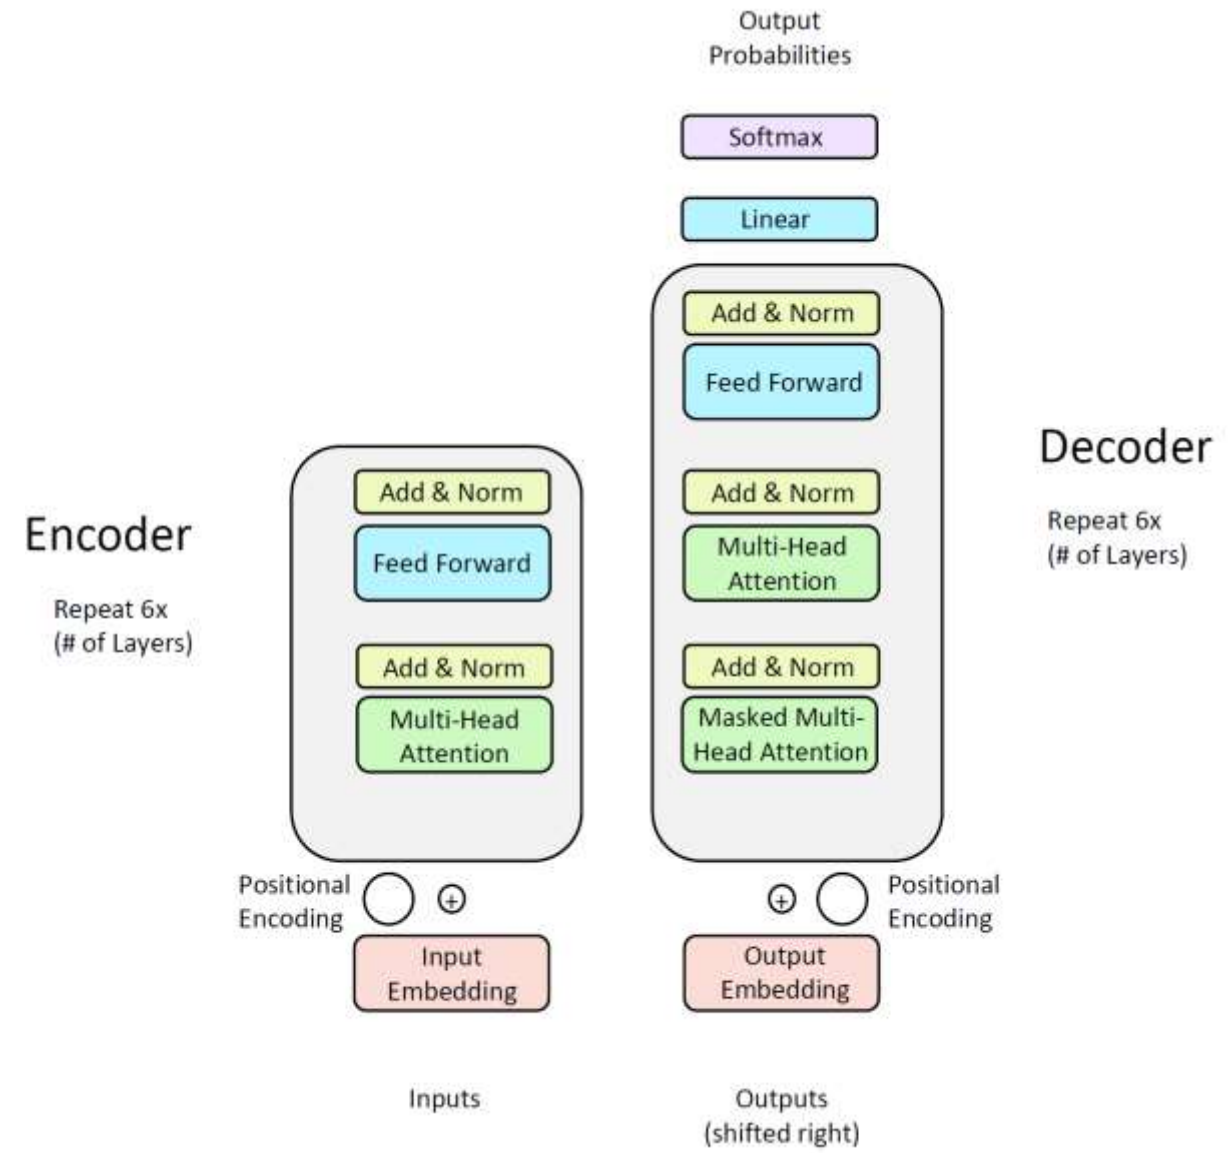 Output
Probabilities
Softmax
Linear
Add & Norm
Feed Forward
Add & Norm
Multi-Head
Attention
Add & Norm
Masked Multi-
Head Attention
Decoder
Repeat 6x
(# of Layers)
Encoder
Repeat 6x
(# of Layers)
Add & Norm
Feed Forward
Add & Norm
Multi-Head
Attention
Positional
Encoding
+
Input
Embedding
Inputs
+
Positional
Encoding
Output
Embedding
Outputs
(shifted right)